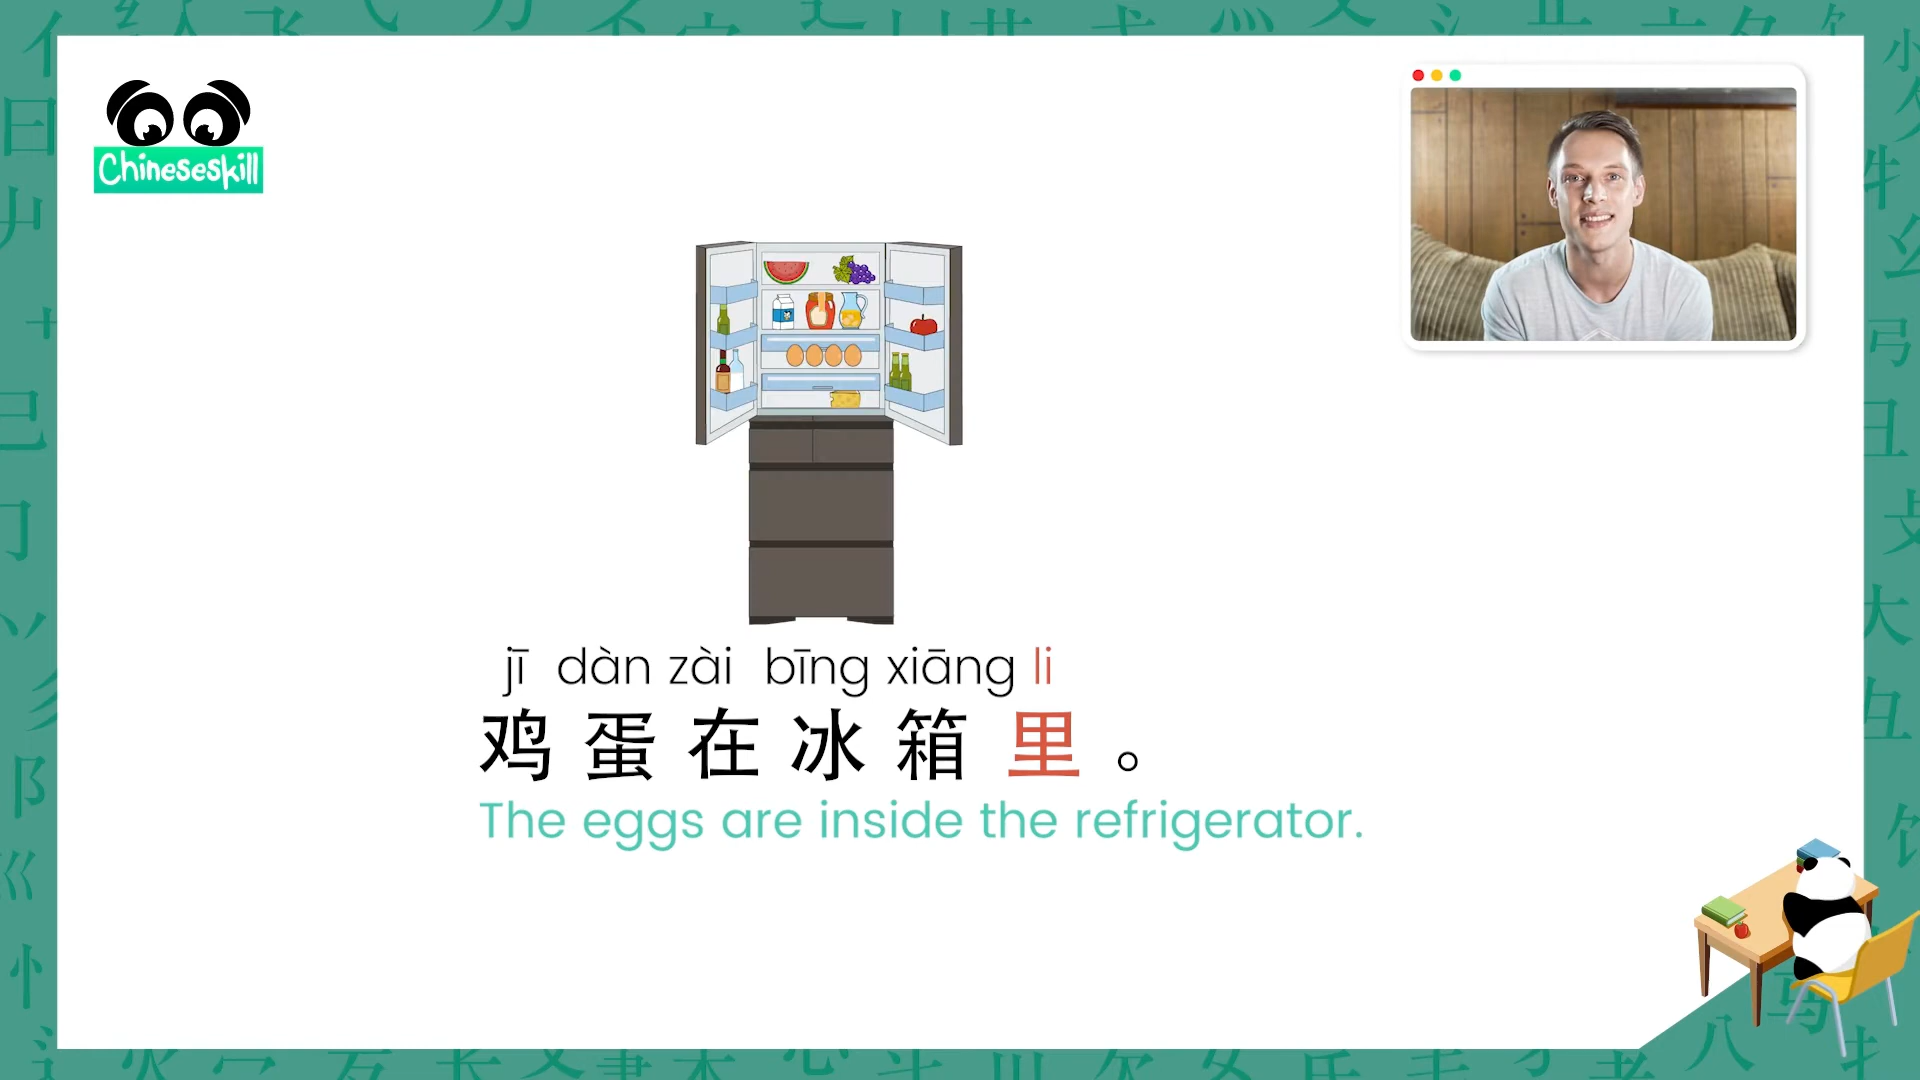 Chineseskill
jī dàn zài bīng xiāng li
鸡蛋在冰箱里。
The eggs are inside the refrigerator.